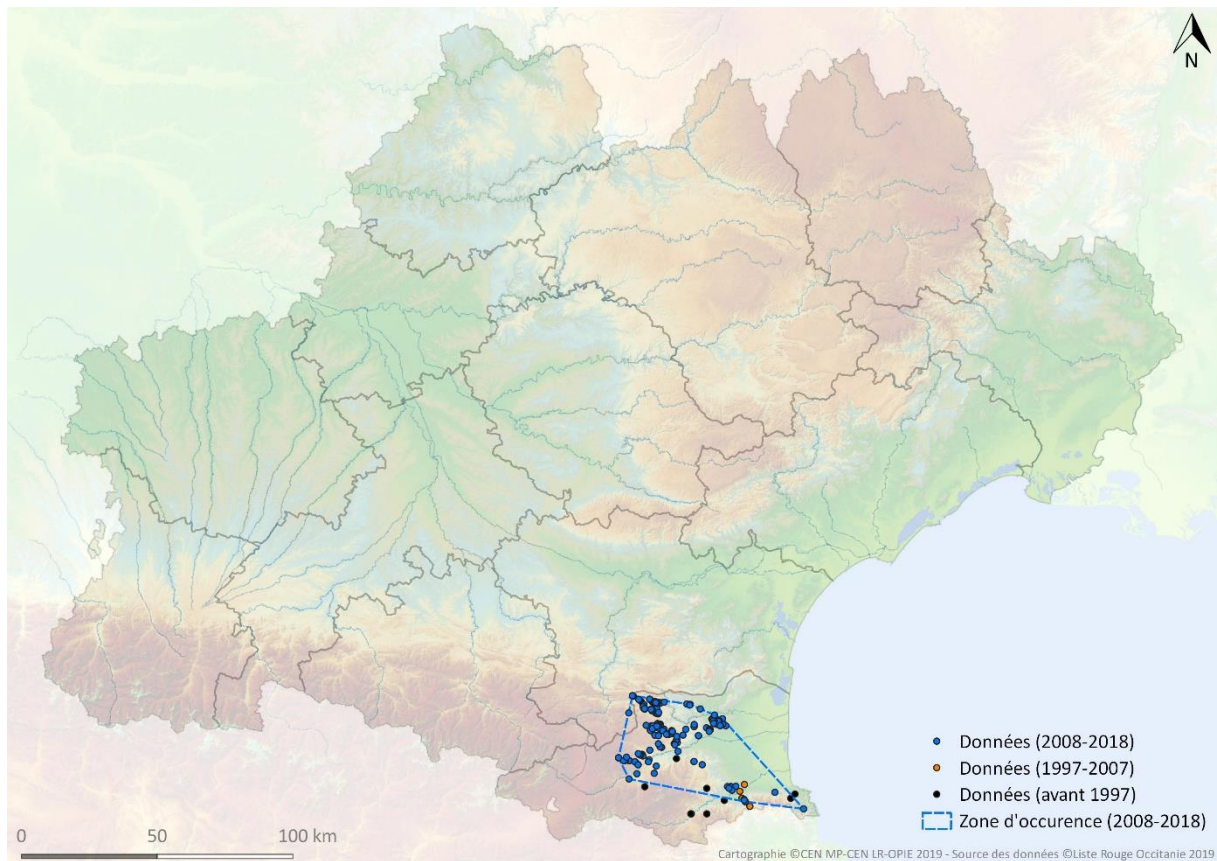 N
Données (2008-2018)
Données (1997-2007)
Données (avant 1997)
Zone d'occurence (2008-2018)
0 50 100 km
Cartographie ©CEN MP-CEN LR-OPIE 2019 - Source des données ©Liste Rouge Occitanie 2019